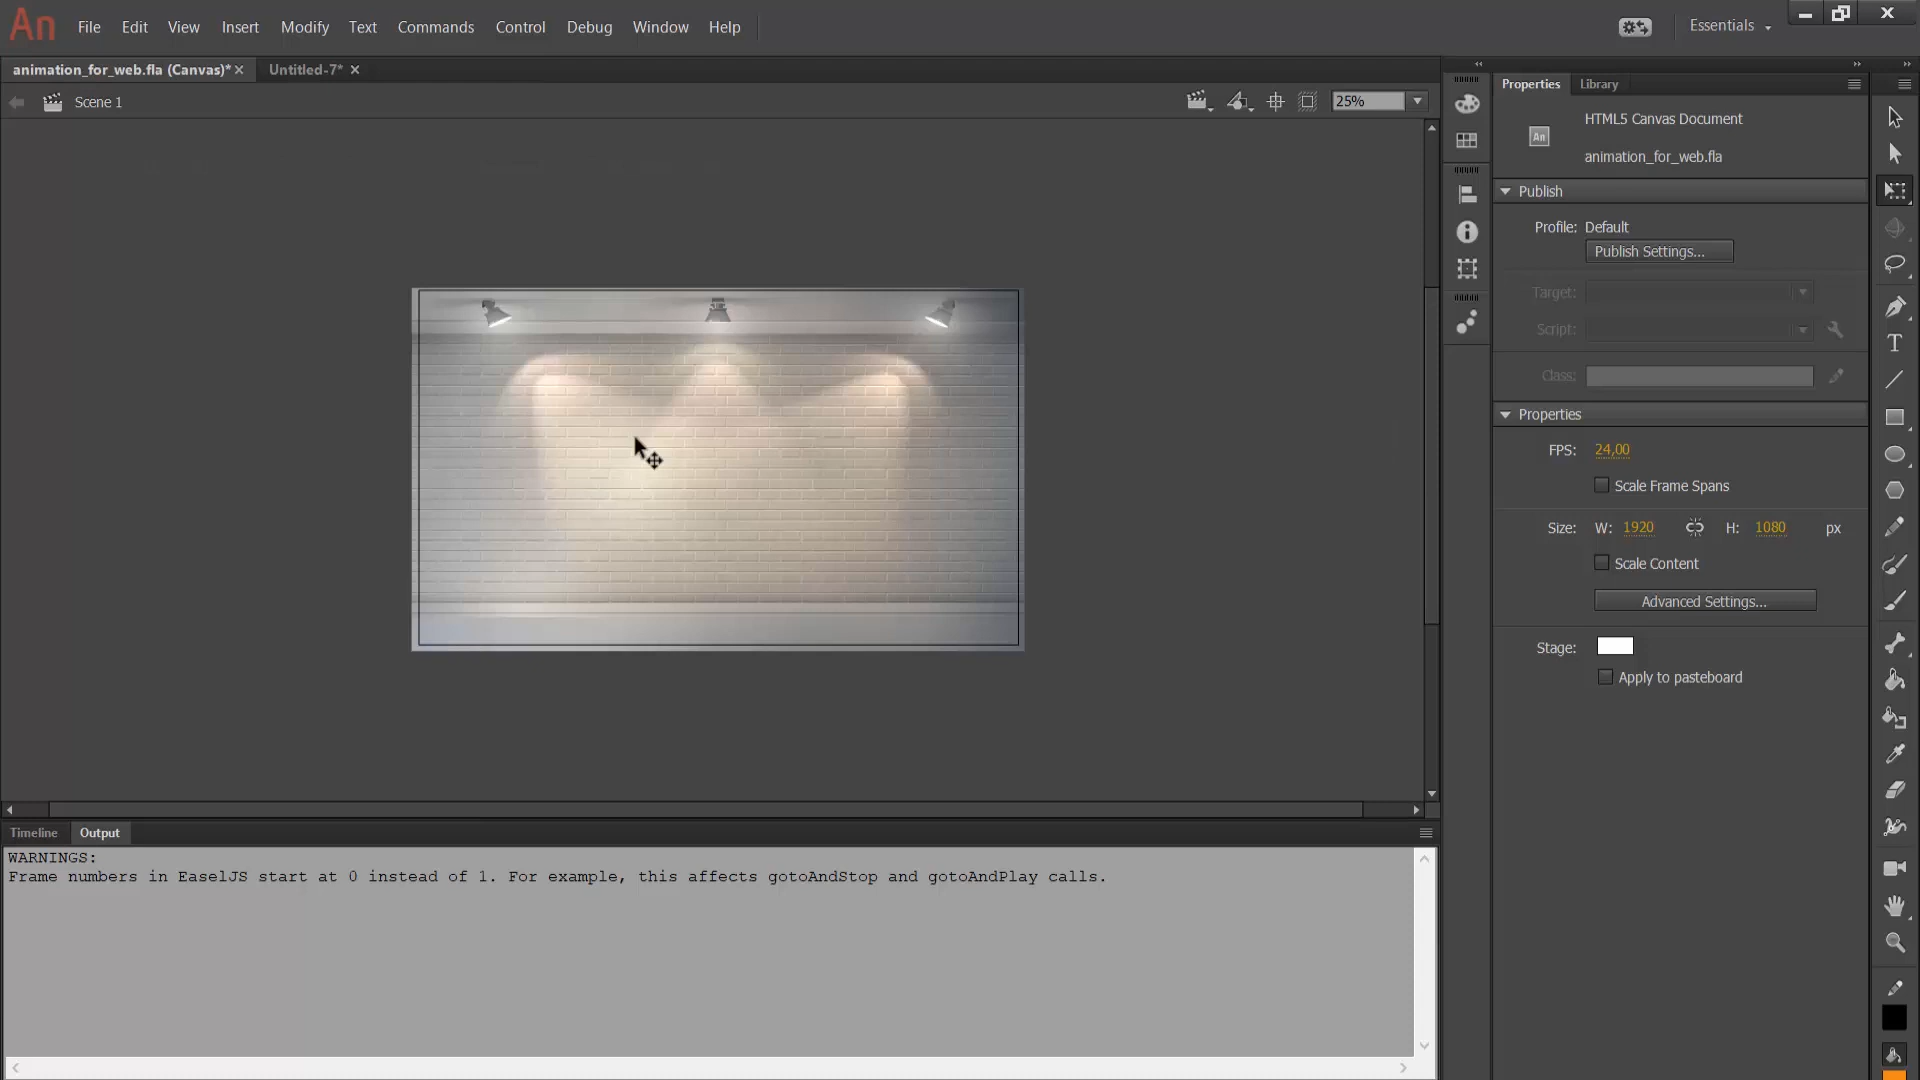 An File Edit View Insert Modify Text Commands Control Debug Window Help Essentials
animation_for_web.fla (Canvas)* Untitled-7*
Scene 1 25%
Properties Library
An HTML5 Canvas Document
animation_for_web.fla
Publish
Profile: Default
Publish Settings...
Target:
Script:
Class:
Properties
FPS: 24,00
Scale Frame Spans
Size: W: 1920 H: 1080 px
Scale Content
Advanced Settings...
Stage:
Apply to pasteboard
Timeline Output
WARNINGS:
Frame numbers in EaselJS start at 0 instead of 1. For example, this affects gotoAndStop and gotoAndPlay calls.